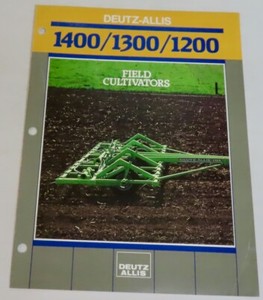 DEUTZ-ALLIS
1400/1300/1200
FIELD
CULTIVATORS
DEUTZ
ALLIS